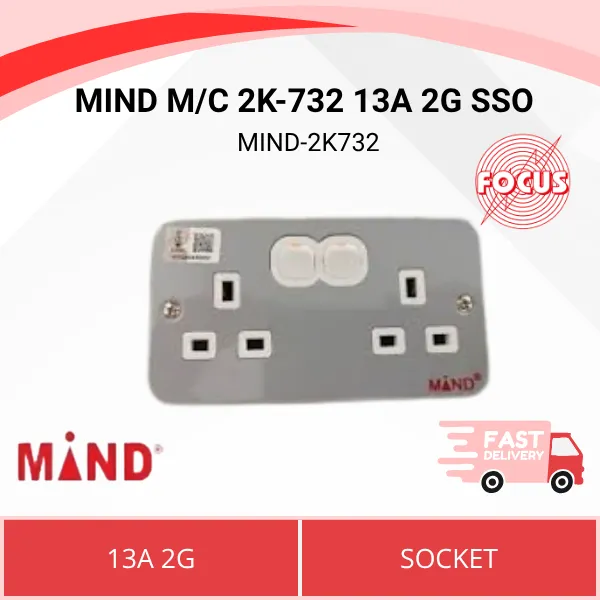 MIND M/C 2K-732 13A 2G SSO
MIND-2K732
FOCUS
MIND®
MIND®
FAST
DELIVERY
13A 2G
SOCKET